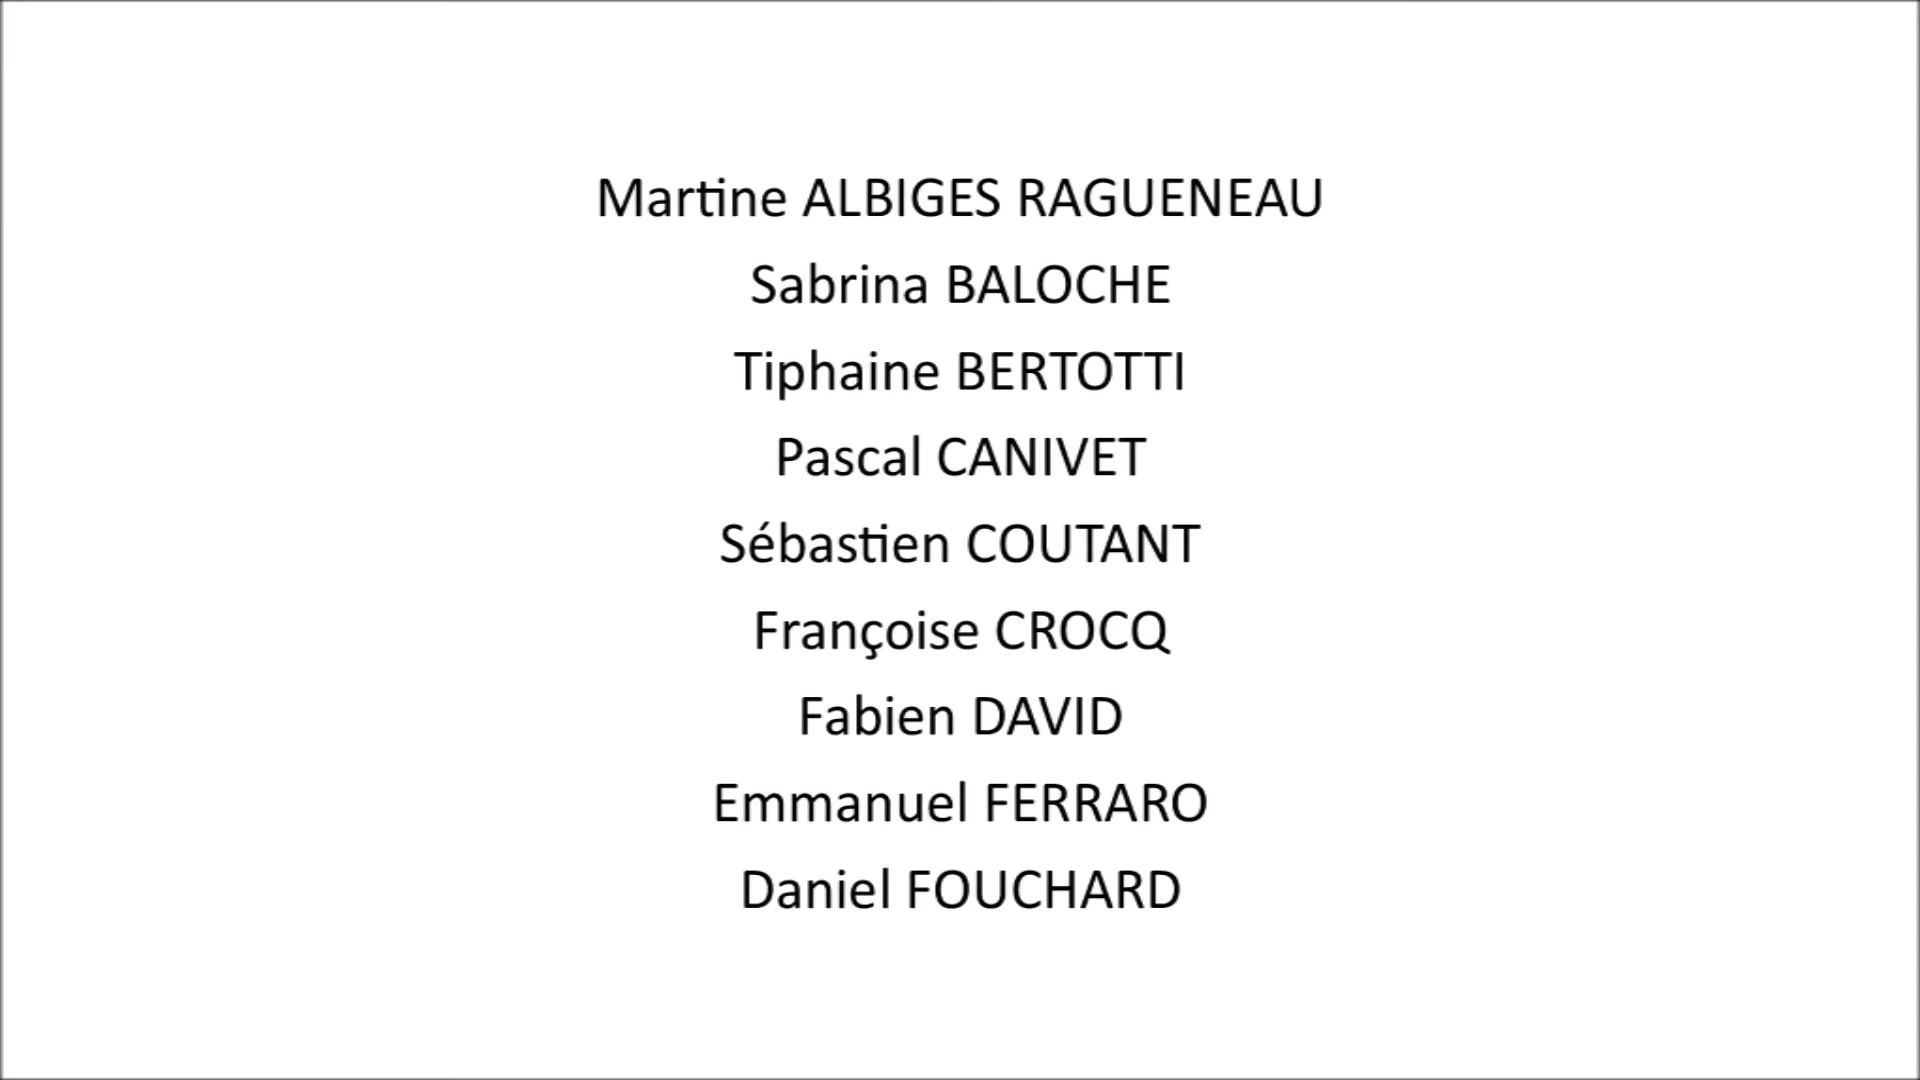 Martine ALBIGES RAGUENEAU
Sabrina BALOCHE
Tiphaine BERTOTTI
Pascal CANIVET
Sébastien COUTANT
Françoise CROCQ
Fabien DAVID
Emmanuel FERRARO
Daniel FOUCHARD